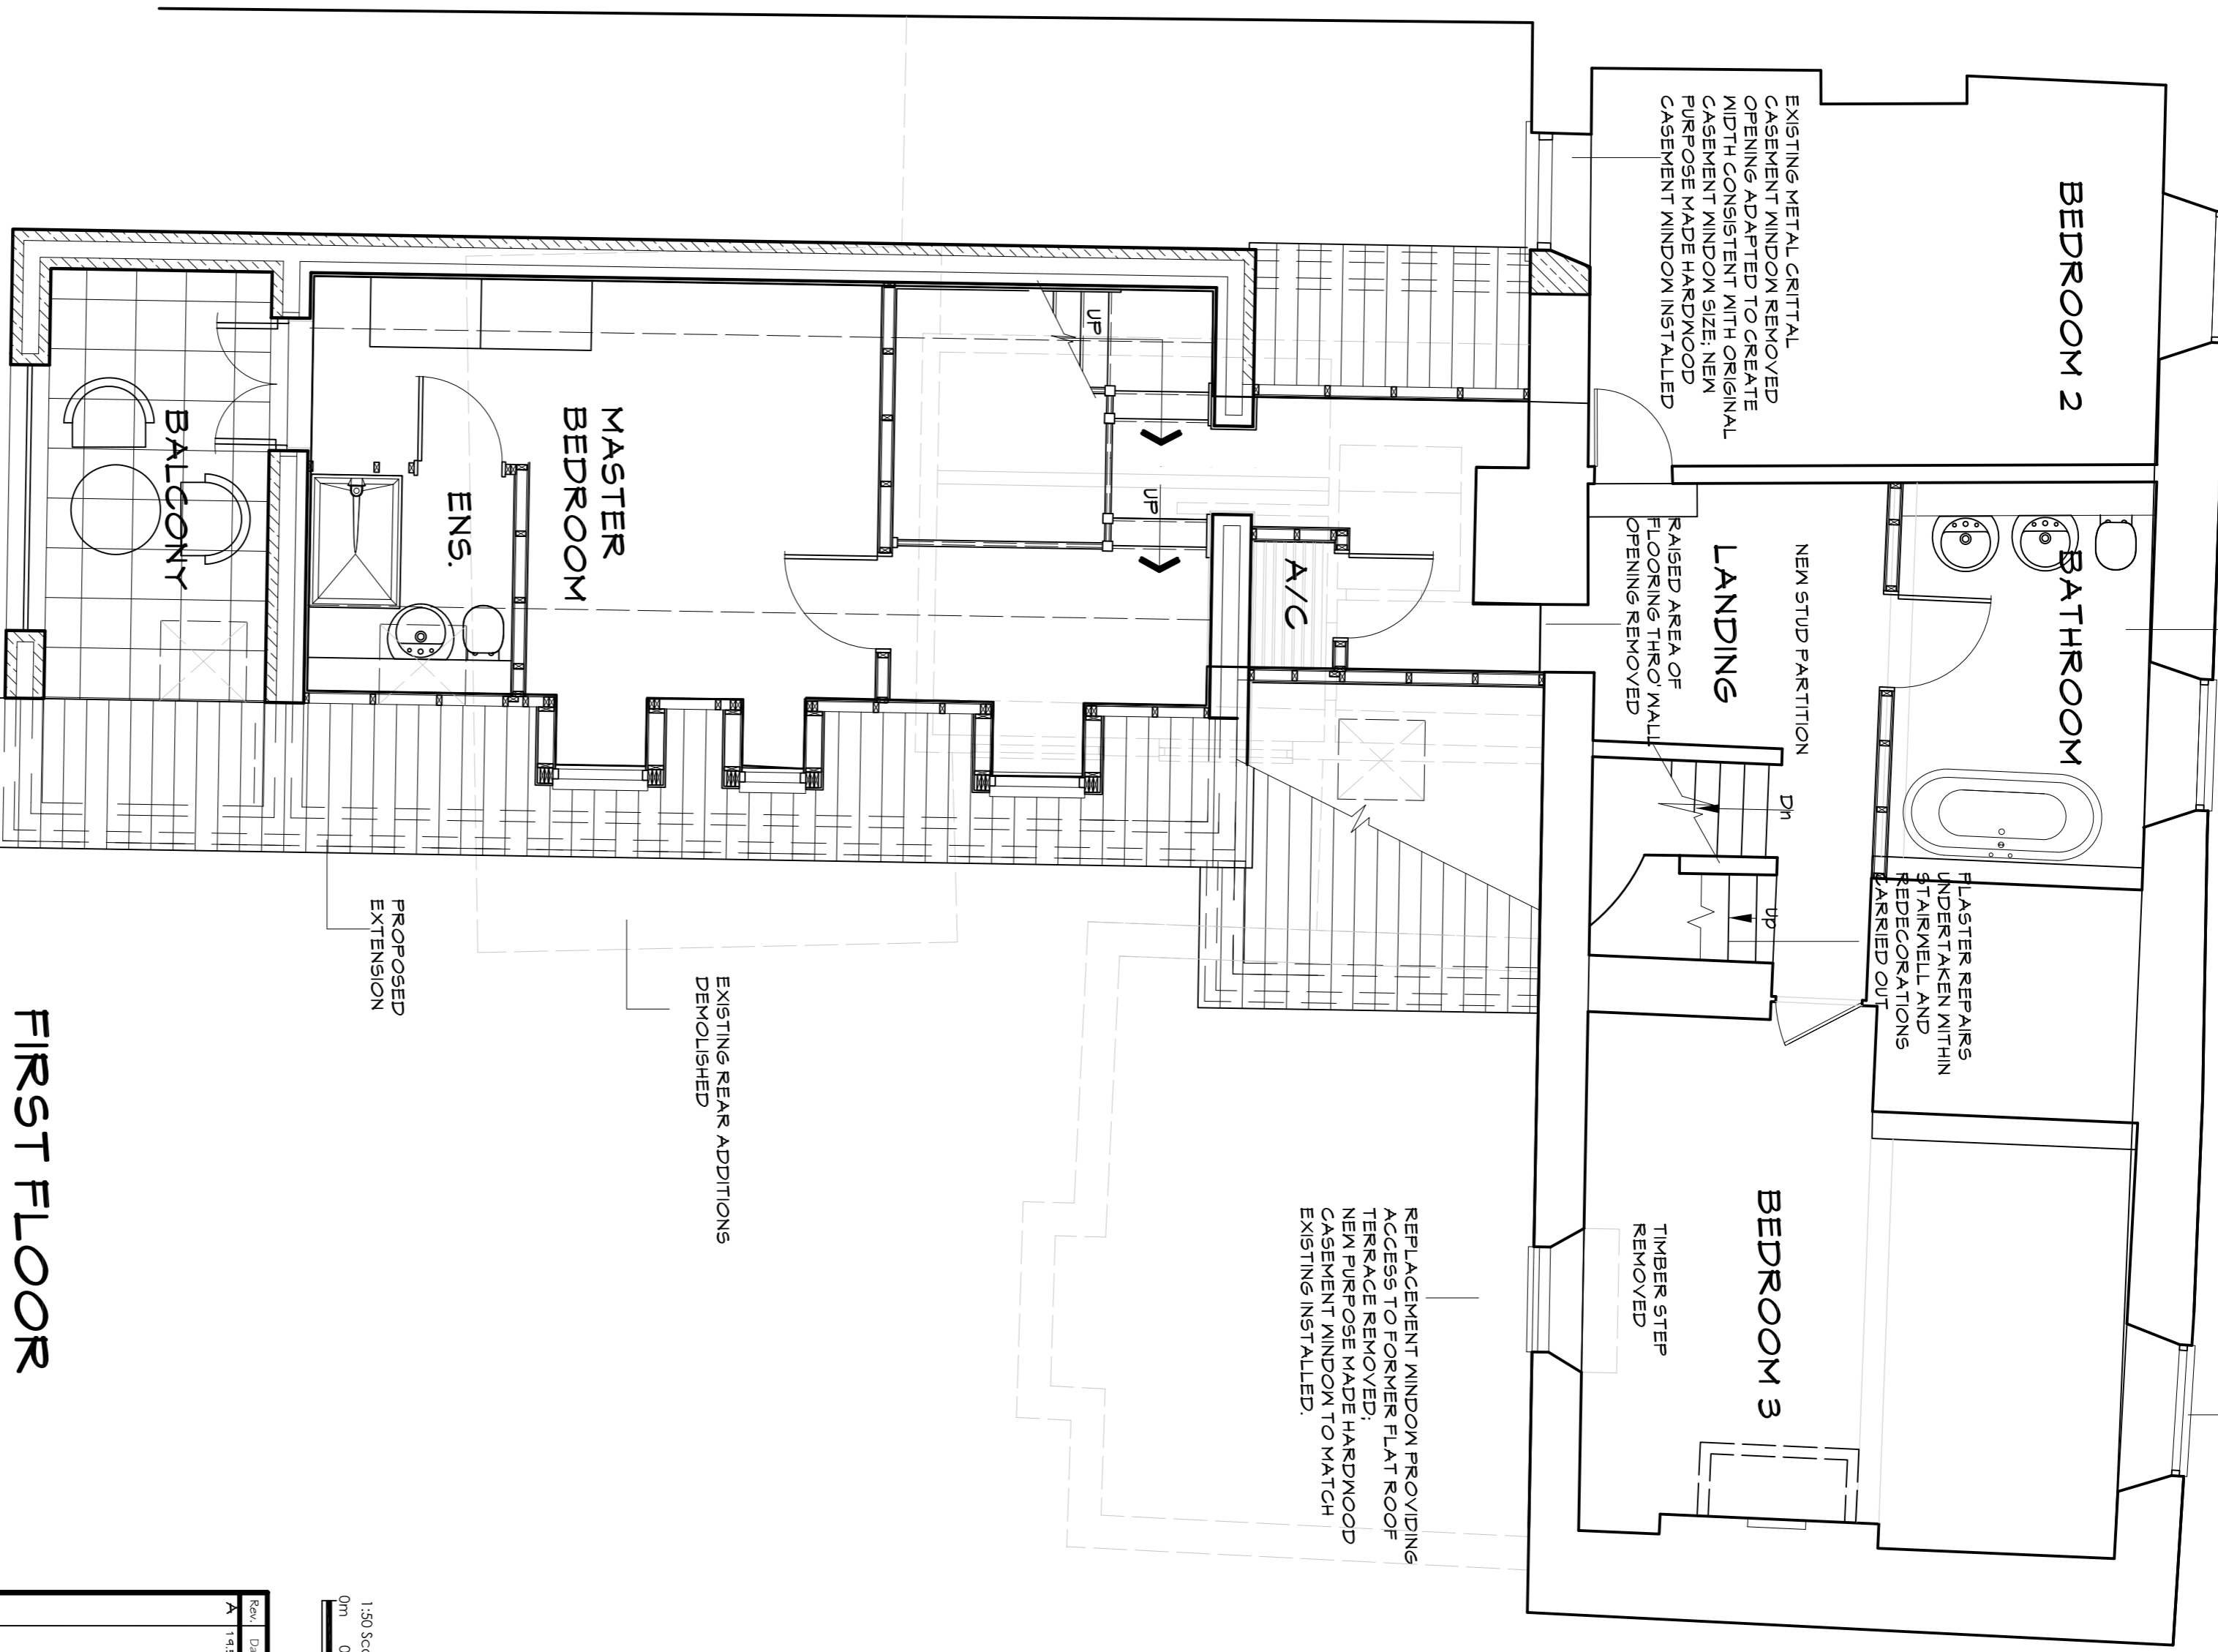 BEDROOM 2
EXISTING METAL CRITTAL
CASEMENT WINDOW REMOVED
OPENING ADAPTED TO CREATE
WIDTH CONSISTENT WITH ORIGINAL
CASEMENT WINDOW SIZE; NEW
PURPOSE MADE HARDWOOD
CASEMENT WINDOW INSTALLED
BATHROOM
NEW STUD PARTITION
LANDING
RAISED AREA OF
FLOORING THRO' WALL
OPENING REMOVED
Dn
Up
PLASTER REPAIRS
UNDERTAKEN WITHIN
STAIRWELL AND
REDECORATIONS
CARRIED OUT
BEDROOM 3
TIMBER STEP
REMOVED
REPLACEMENT WINDOW PROVIDING
ACCESS TO FORMER FLAT ROOF
TERRACE REMOVED;
NEW PURPOSE MADE HARDWOOD
CASEMENT WINDOW TO MATCH
EXISTING INSTALLED.
A/C
UP
UP
MASTER
BEDROOM
ENS.
BALCONY
EXISTING REAR ADDITIONS
DEMOLISHED
PROPOSED
EXTENSION
FIRST FLOOR
1:50
0m
Rev.
A